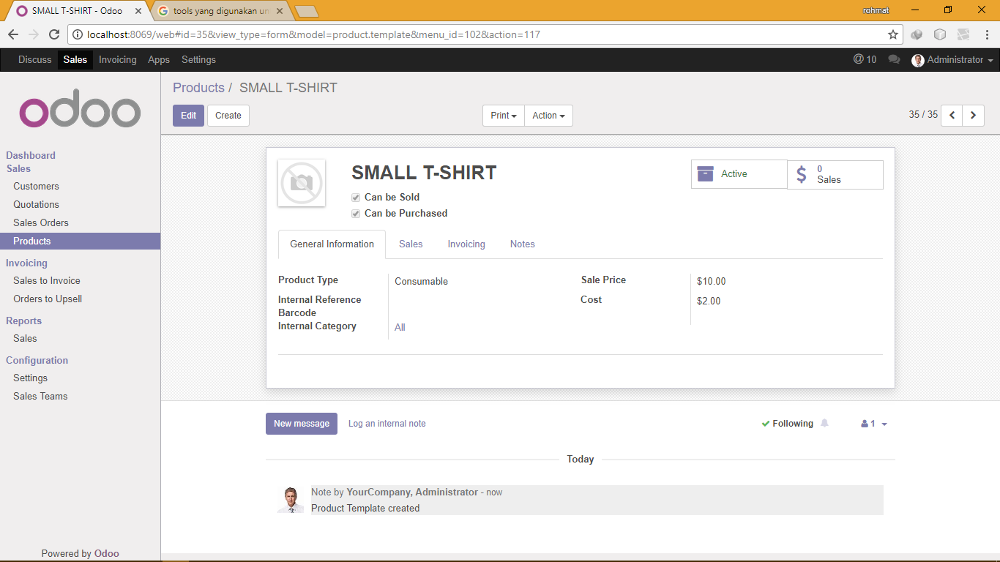 SMALL T-SHIRT - Odoo
tools yang digunakan un
rohmat
localhost:8069/web#id=35&view_type=form&model=product.template&menu_id=102&action=117
Discuss Sales Invoicing Apps Settings
@ 10 Administrator
odoo
Products / SMALL T-SHIRT
Edit Create Print Action 35 / 35
Dashboard
Sales
Customers
Quotations
Sales Orders
Products
Invoicing
Sales to Invoice
Orders to Upsell
Reports
Sales
Configuration
Settings
Sales Teams
Powered by Odoo
SMALL T-SHIRT
Can be Sold
Can be Purchased
Active
$ 0
Sales
General Information Sales Invoicing Notes
Product Type Consumable
Internal Reference
Barcode
Internal Category All
Sale Price $10.00
Cost $2.00
New message Log an internal note Following 1
Today
Note by YourCompany, Administrator - now
Product Template created